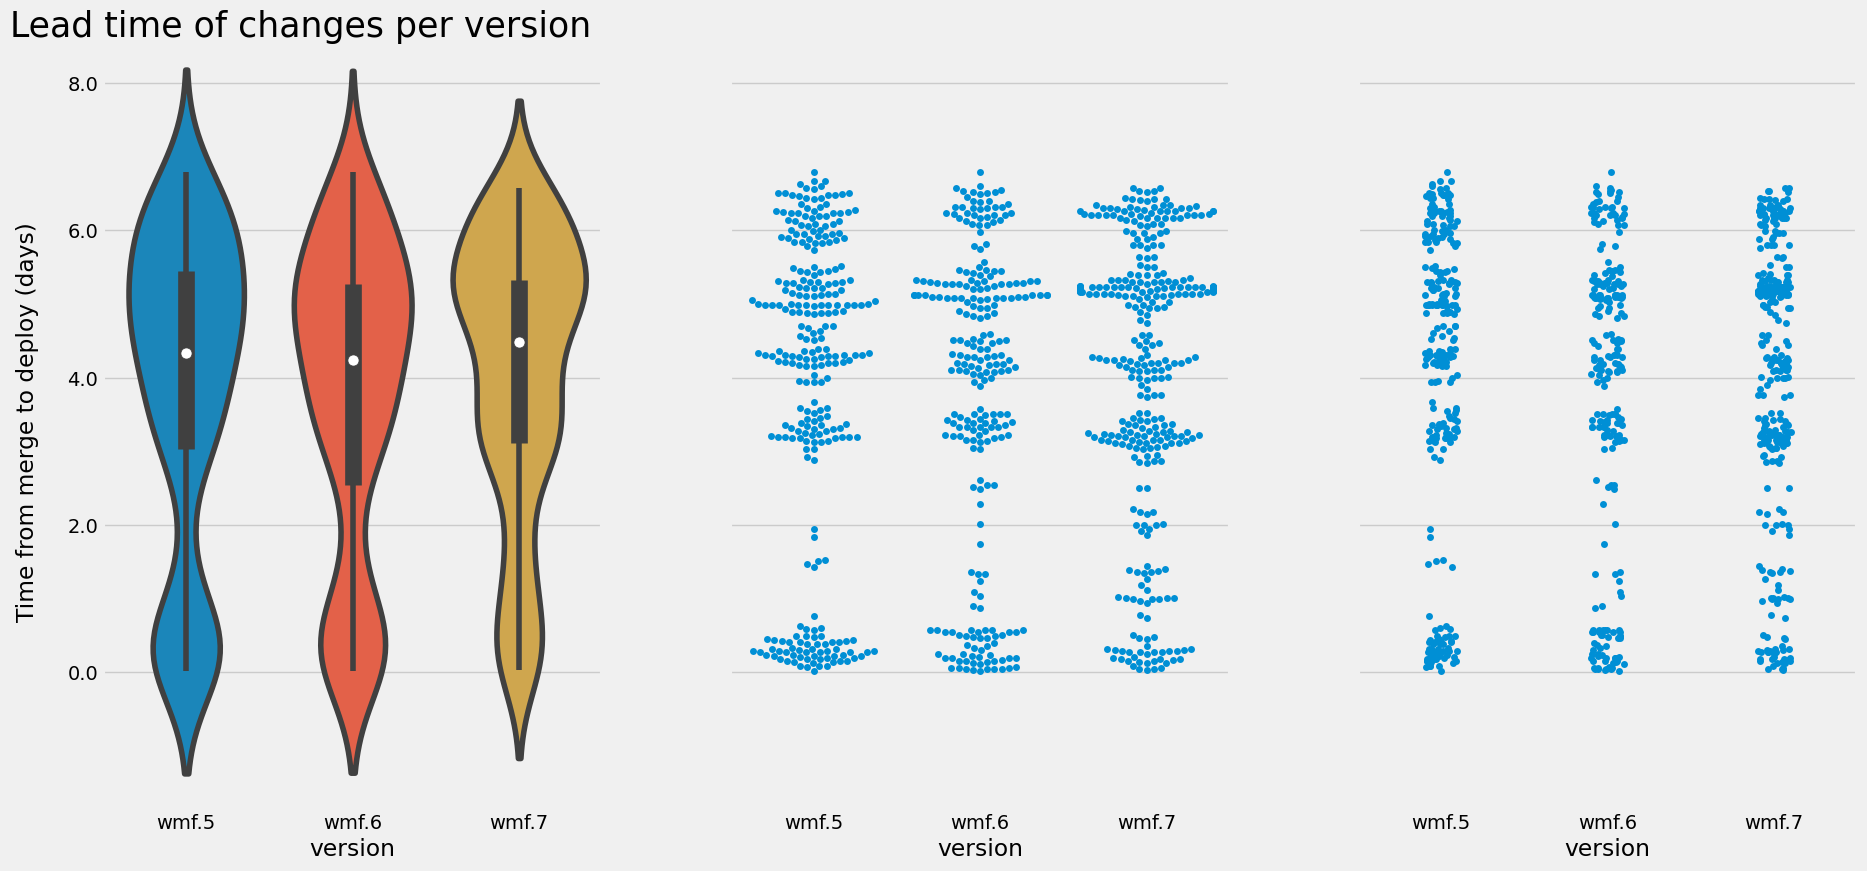 Lead time of changes per version
Time from merge to deploy (days)
8.0
6.0
4.0
2.0
0.0
wmf.5 wmf.6 wmf.7
version
wmf.5 wmf.6 wmf.7
version
wmf.5 wmf.6 wmf.7
version